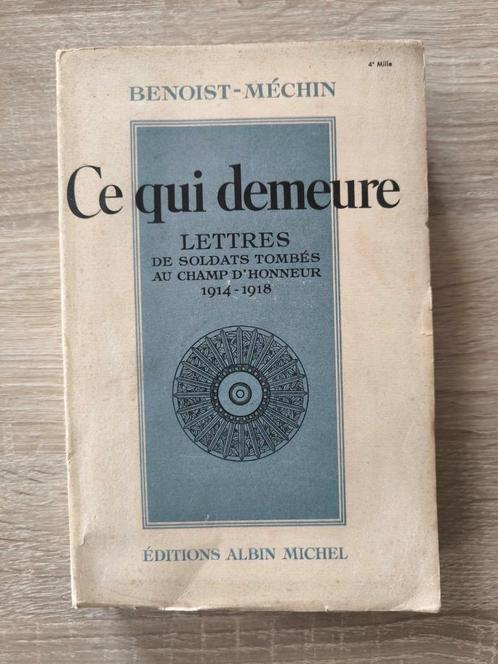 4ᵉ Mille
BENOIST-MÉCHIN
Ce qui demeure
LETTRES
DE SOLDATS TOMBÉS
AU CHAMP D'HONNEUR
1914-1918
ÉDITIONS ALBIN MICHEL